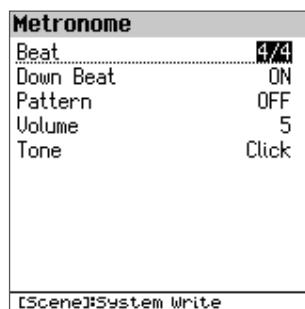 Metronome
Beat 4/4
Down Beat ON
Pattern OFF
Volume 5
Tone Click
[Scene]:System Write